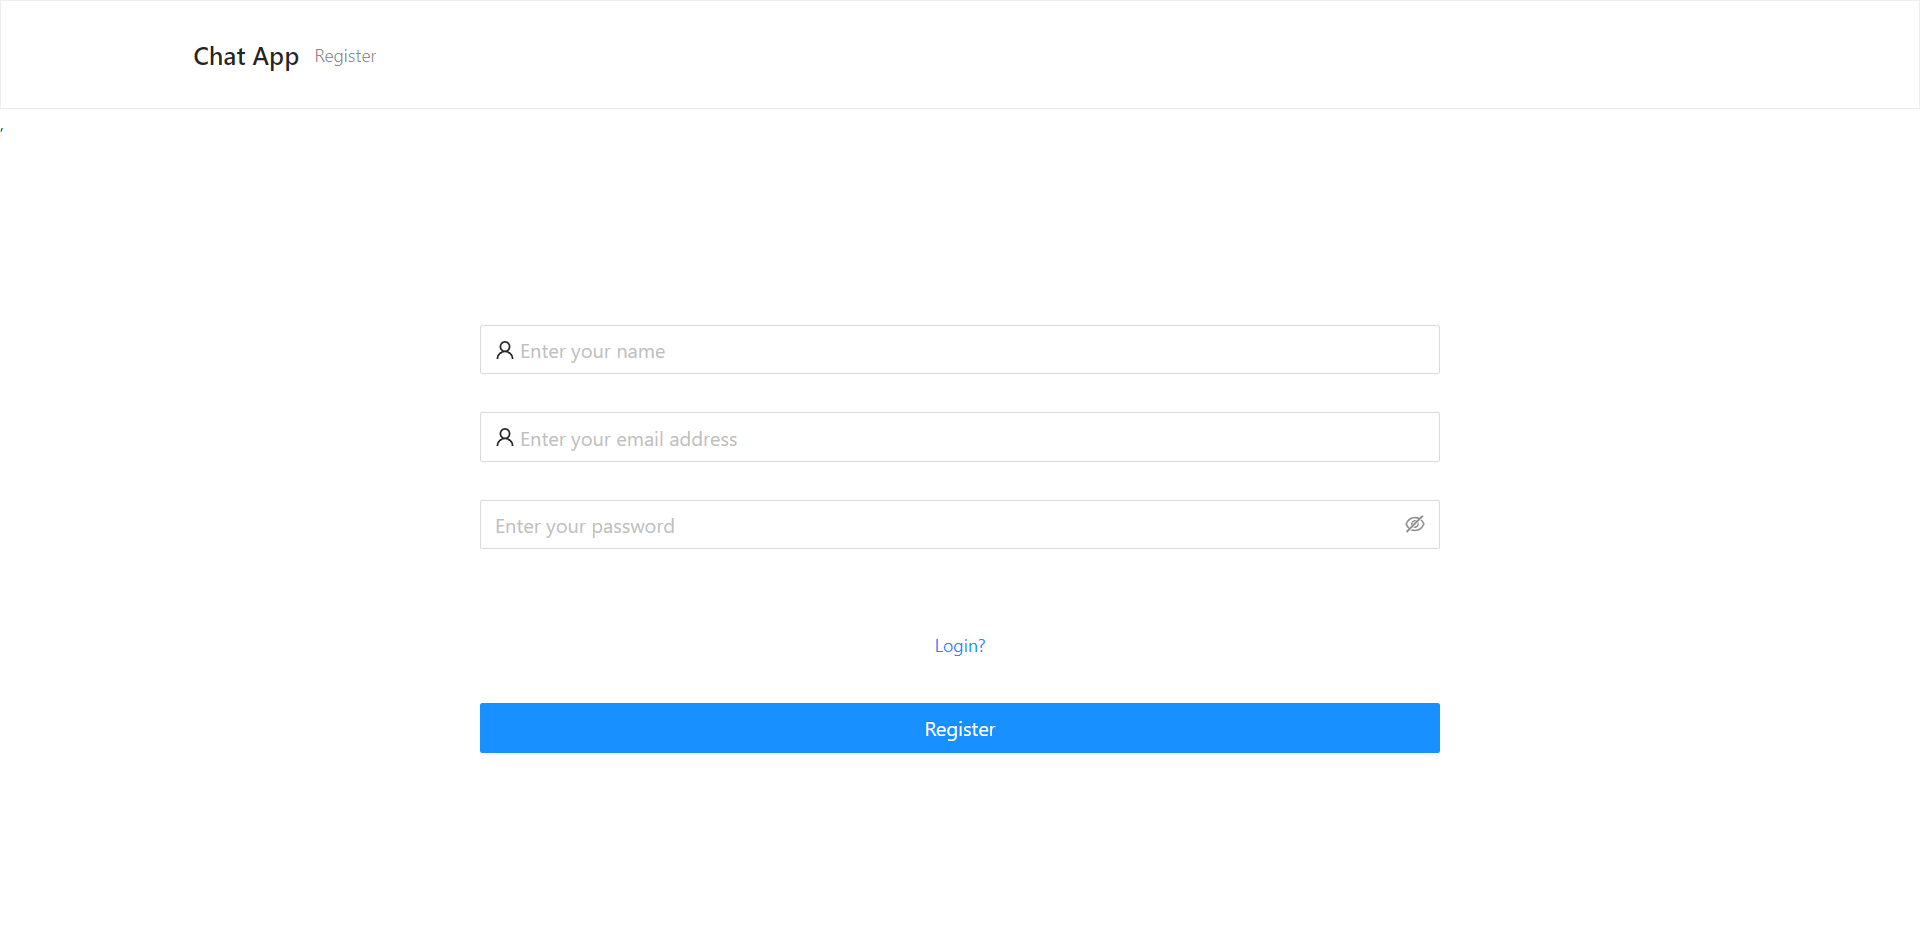 Chat App Register
,
Enter your name
Enter your email address
Enter your password
Login?
Register